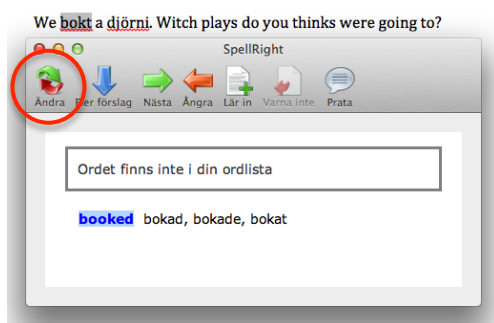 We bokt a djörni. Witch plays do you thinks were going to?
SpellRight
Ändra Fler förslag Nästa Ångra Lär in Varna inte Prata
Ordet finns inte i din ordlista
booked bokad, bokade, bokat